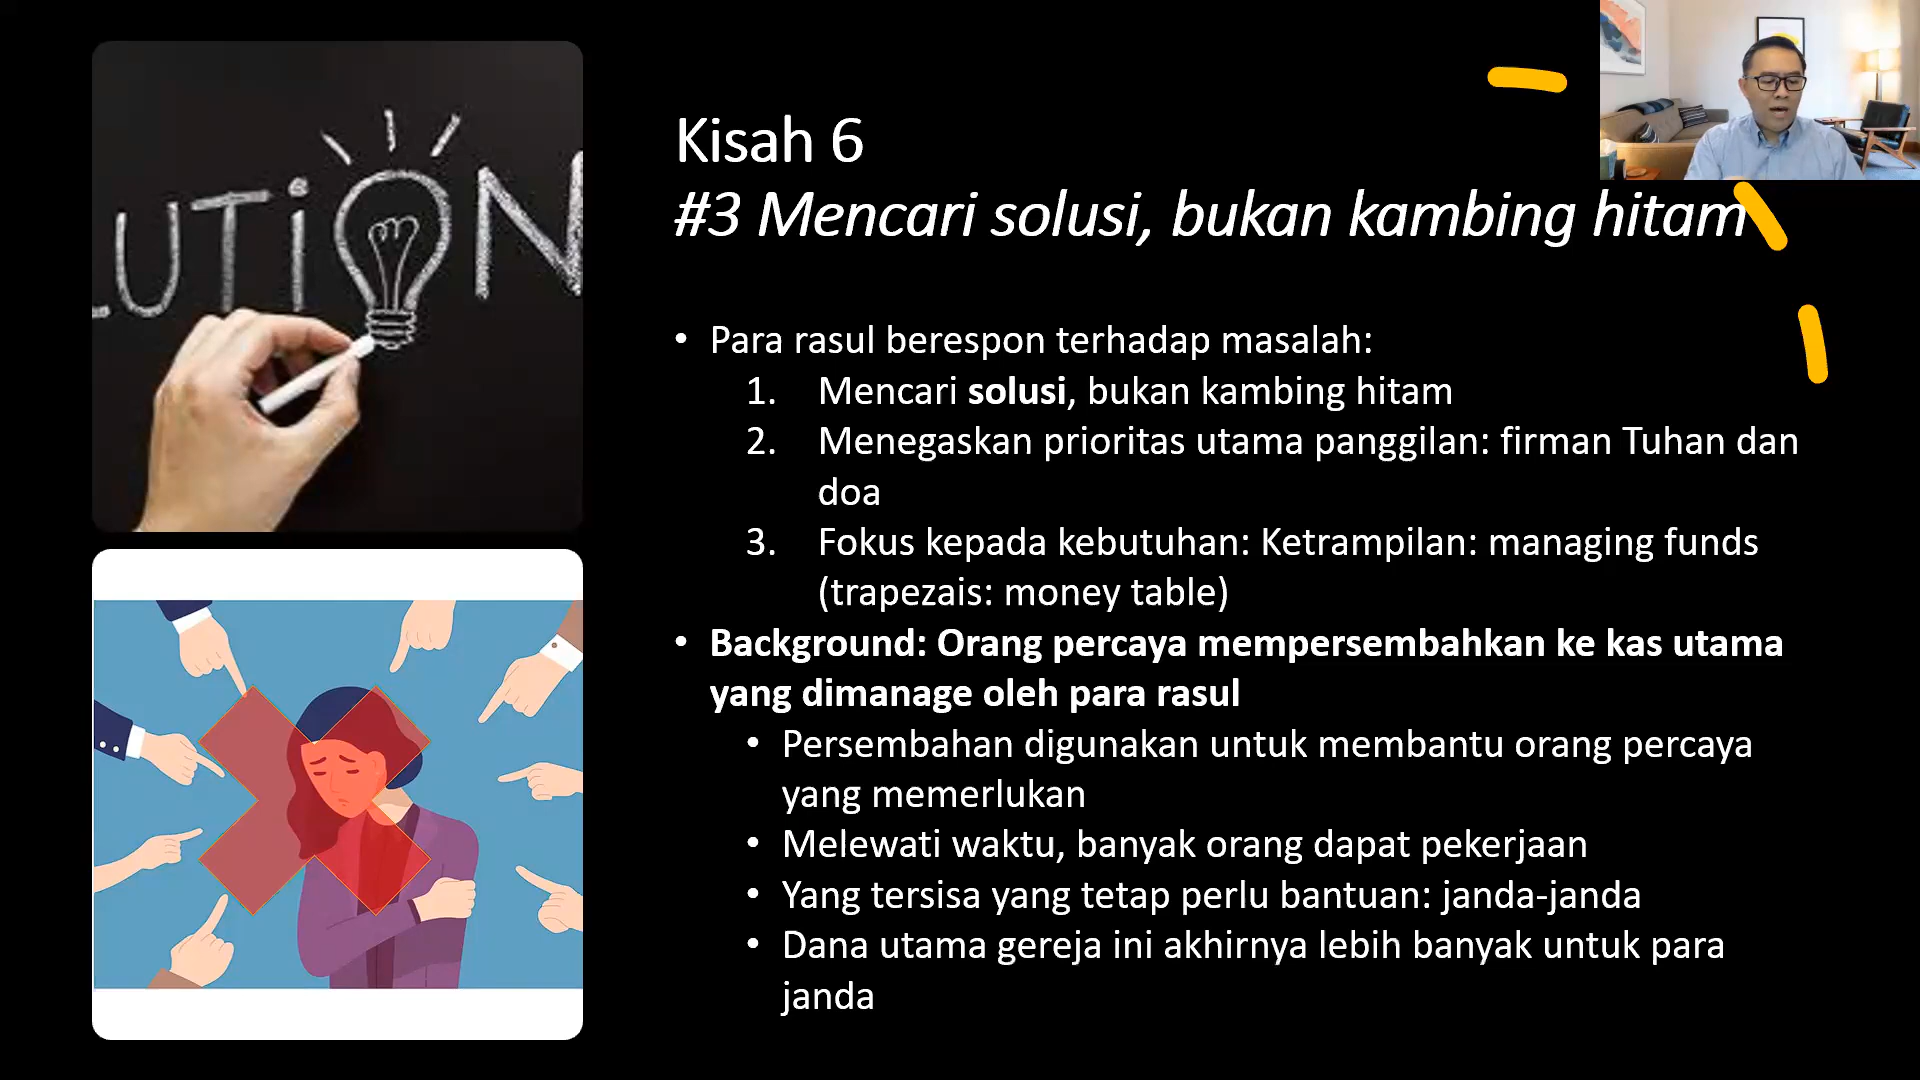 LUTiON
Kisah 6
#3 Mencari solusi, bukan kambing hitam
• Para rasul berespon terhadap masalah:
1. Mencari solusi, bukan kambing hitam
2. Menegaskan prioritas utama panggilan: firman Tuhan dan
doa
3. Fokus kepada kebutuhan: Ketrampilan: managing funds
(trapezais: money table)
• Background: Orang percaya mempersembahkan ke kas utama
yang dimanage oleh para rasul
• Persembahan digunakan untuk membantu orang percaya
yang memerlukan
• Melewati waktu, banyak orang dapat pekerjaan
• Yang tersisa yang tetap perlu bantuan: janda-janda
• Dana utama gereja ini akhirnya lebih banyak untuk para
janda